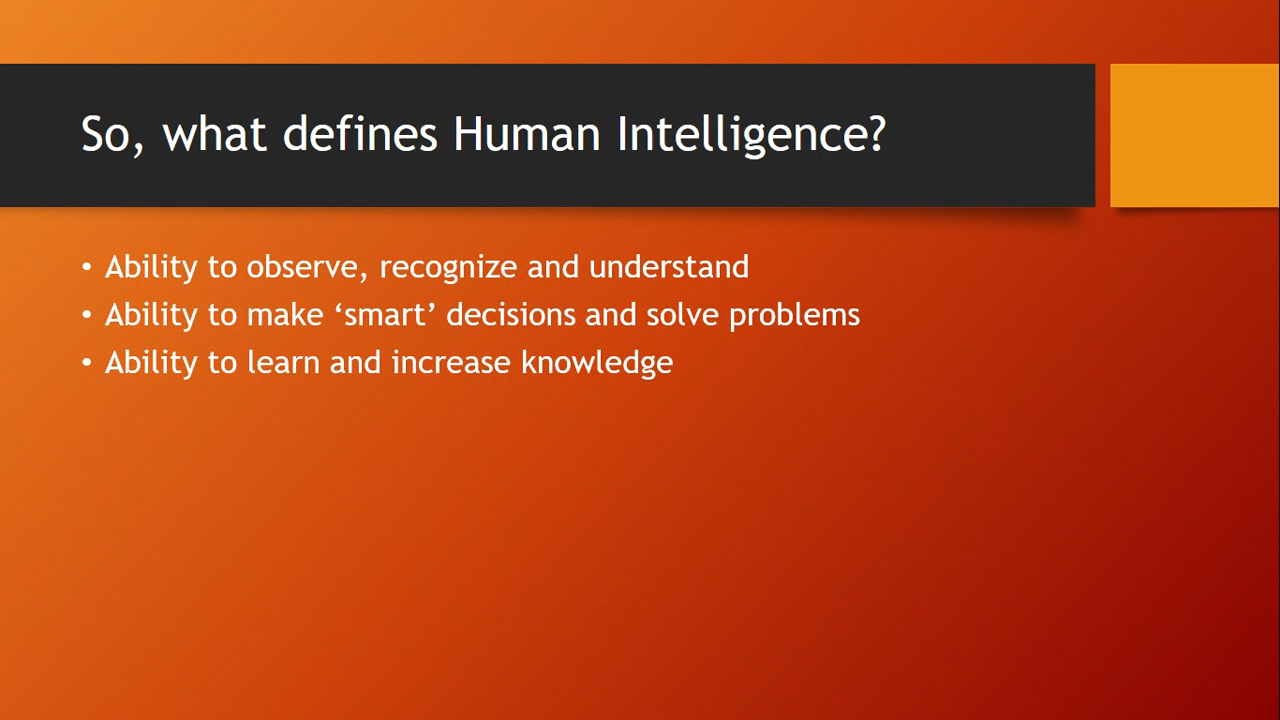 So, what defines Human Intelligence?
• Ability to observe, recognize and understand
• Ability to make ‘smart’ decisions and solve problems
• Ability to learn and increase knowledge